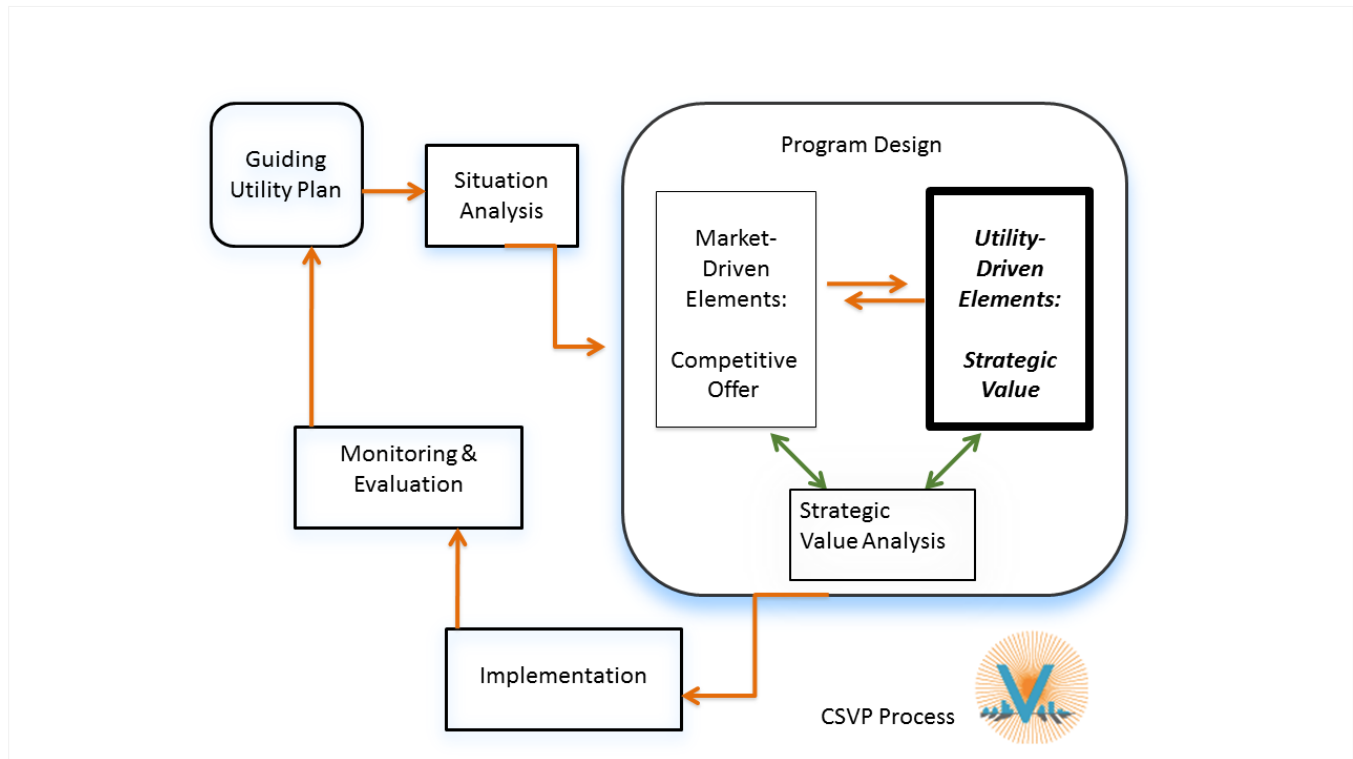 Guiding
Utility Plan
Situation
Analysis
Program Design
Market-
Driven
Elements:
Competitive
Offer
Utility-
Driven
Elements:
Strategic
Value
Strategic
Value Analysis
Monitoring &
Evaluation
Implementation
CSVP Process
V